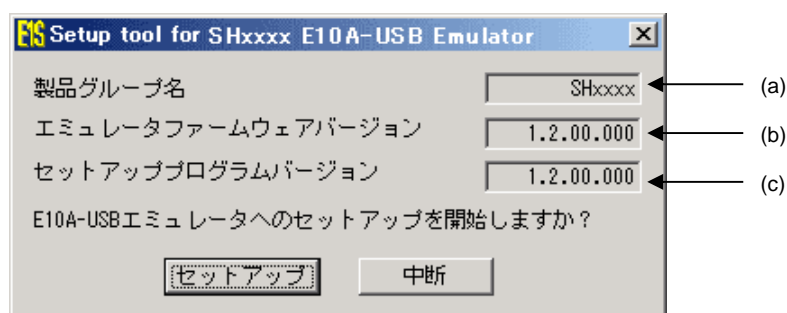 E1S Setup tool for SHxxxx E10A-USB Emulator
製品グループ名 SHxxxx (a)
エミュレータファームウェアバージョン 1.2.00.000 (b)
セットアッププログラムバージョン 1.2.00.000 (c)
E10A-USBエミュレータへのセットアップを開始しますか？
セットアップ 中断